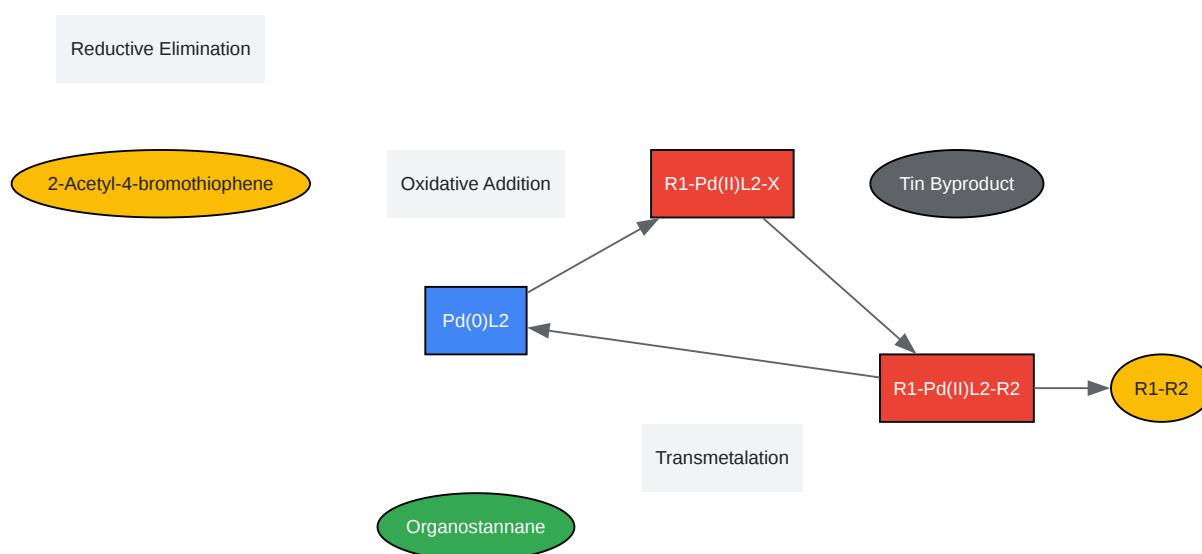 Reductive Elimination
2-Acetyl-4-bromothiophene
Oxidative Addition
R1-Pd(II)L2-X
Tin Byproduct
Pd(0)L2
R1-Pd(II)L2-R2
R1-R2
Transmetalation
Organostannane